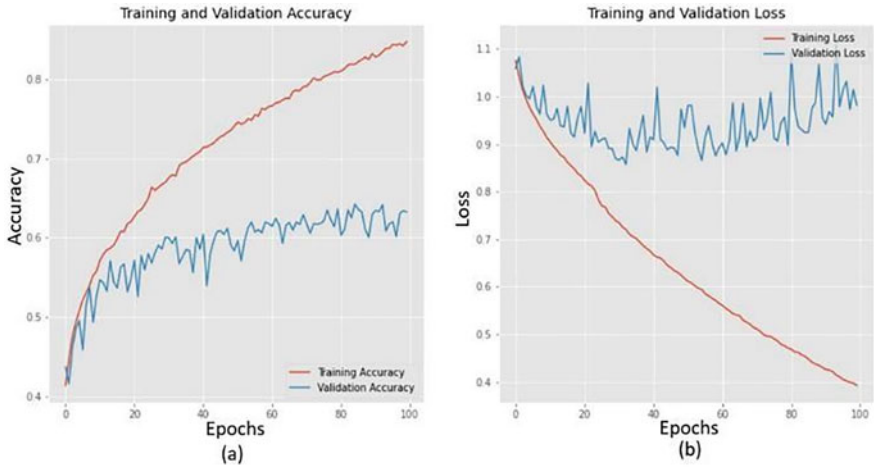 Training and Validation Accuracy
Accuracy
0.8
0.7
0.6
0.5
0.4
Training Accuracy
Validation Accuracy
0 20 40 60 80 100
Epochs
(a)
Training and Validation Loss
Training Loss
Validation Loss
Loss
1.1
1.0
0.9
0.8
0.7
0.6
0.5
0.4
0 20 40 60 80 100
Epochs
(b)